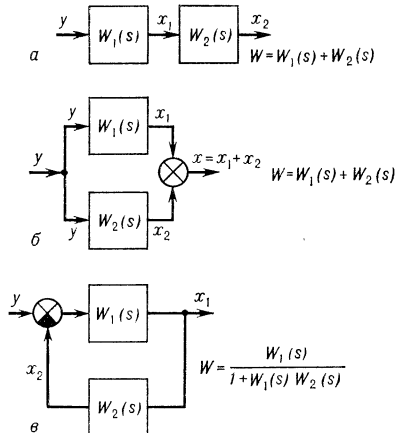 y W₁(s) x₁ W₂(s) x₂
а W=W₁(s)+W₂(s)
y W₁(s) x₁
y x=x₁+x₂ W=W₁(s)+W₂(s)
б y W₂(s) x₂
y W₁(s) x₁
x₂ W= W₁(s) / 1+W₁(s) W₂(s)
в W₂(s)